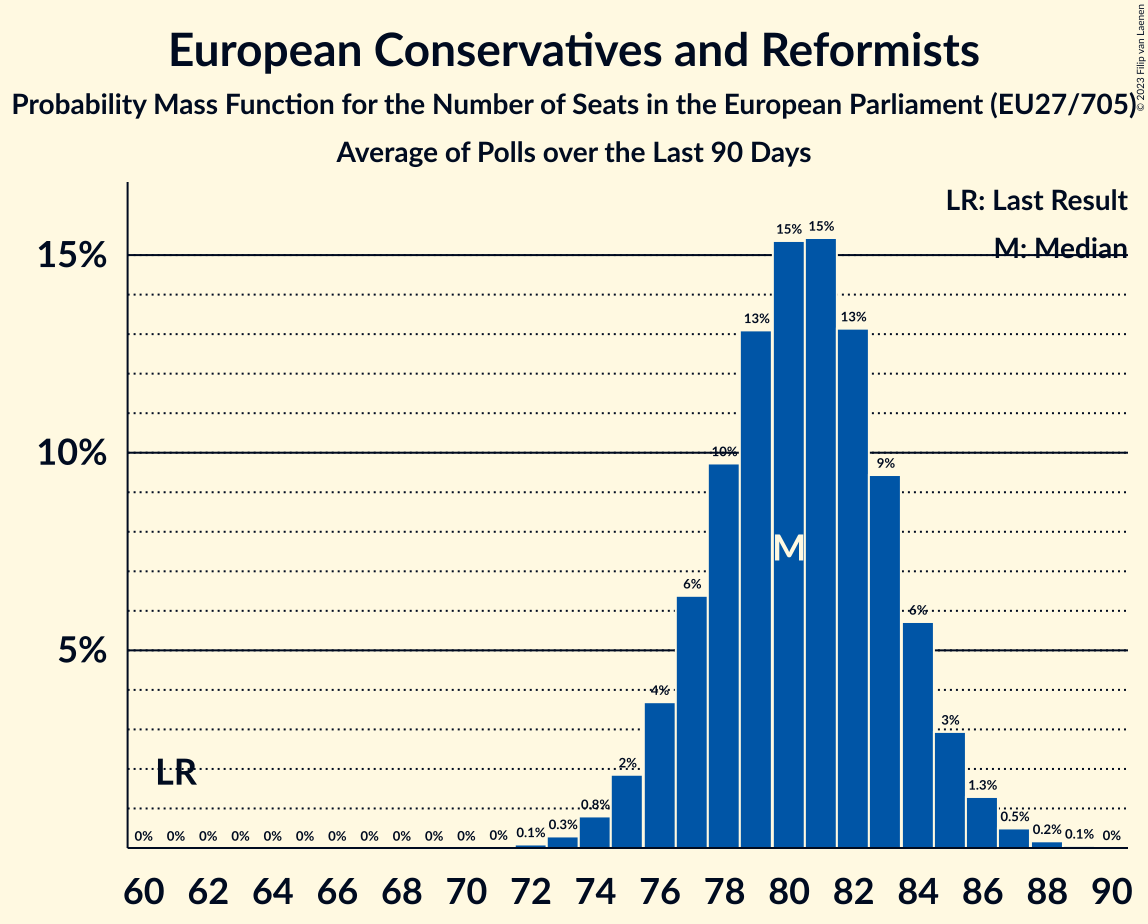 European Conservatives and Reformists
Probability Mass Function for the Number of Seats in the European Parliament (EU27/705)
Average of Polls over the Last 90 Days
© 2023 Filip van Laenen
LR: Last Result
M: Median
15%
10%
5%
0% 0% 0% 0% 0% 0% 0% 0% 0% 0% 0% 0% 0.1% 0.3% 0.8% 2% 4% 6% 10% 13% 15% 15% 13% 9% 6% 3% 1.3% 0.5% 0.2% 0.1% 0%
LR
M
60 62 64 66 68 70 72 74 76 78 80 82 84 86 88 90